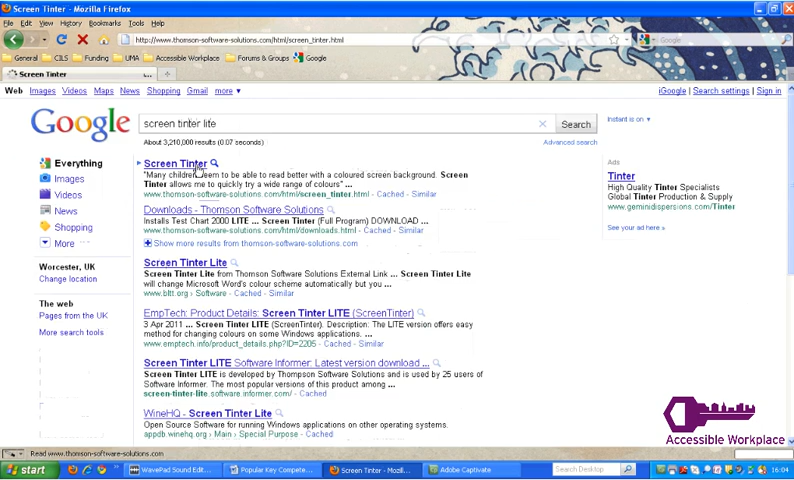 Screen Tinter - Mozilla Firefox
File Edit View History Bookmarks Tools Help
http://www.thomson-software-solutions.com/html/screen_tinter.html
Google
General CILS Funding LIMA Accessible Workplace Forums & Groups Google
Screen Tinter
Web Images Videos Maps News Shopping Gmail more ▼
iGoogle | Search settings | Sign in
Google
screen tinter life
Search
Instant is on ▼
About 3,210,000 results (0.07 seconds)
Advanced search
Everything
Images
Videos
News
Shopping
More
Worcester, UK
Change location
The web
Pages from the UK
More search tools
Screen Tinter
"Many children seem to be able to read better with a coloured screen background. Screen
Tinter allows me to quickly try a wide range of colours" ...
www.thomson-software-solutions.com/html/screen_tinter.html - Cached - Similar
Downloads - Thomson Software Solutions
Installs Test Chart 2000 LITE ... Screen Tinter (Full Program) DOWNLOAD ...
www.thomson-software-solutions.com/html/downloads.html - Cached - Similar
Show more results from thomson-software-solutions.com
Screen Tinter Lite
Screen Tinter Lite from Thomson Software Solutions External Link ... Screen Tinter Lite
will change Microsoft Word's colour scheme automatically but you ...
www.bltt.org › Software - Cached - Similar
EmpTech: Product Details: Screen Tinter LITE (ScreenTinter)
3 Apr 2011 ... Screen Tinter LITE (ScreenTinter). Description: The LITE version offers easy
method for changing colours on some Windows applications. ...
www.emptech.info/product_details.php?ID=2205 - Cached - Similar
Screen Tinter LITE Software Informer: Latest version download ...
Screen Tinter LITE is developed by Thomson Software Solutions and is used by 25 users of
Software Informer. The most popular versions of this product among ...
screen-tinter-lite.software.informer.com/ - Cached
WineHQ - Screen Tinter Lite
Open Source Software for running Windows applications on other operating systems.
appdb.winehq.org › Main › Special Purpose - Cached
Ads
Tinter
High Quality Tinter Specialists
Global Tinter Production & Supply
www.geminidispersions.com/Tinter
See your ad here »
Accessible Workplace
Read www.thomson-software-solutions.com
start
WavePad Sound Edit...
Popular Key Compete...
Screen Tinter - Mozill...
Adobe Captivate
Search Desktop
16:04